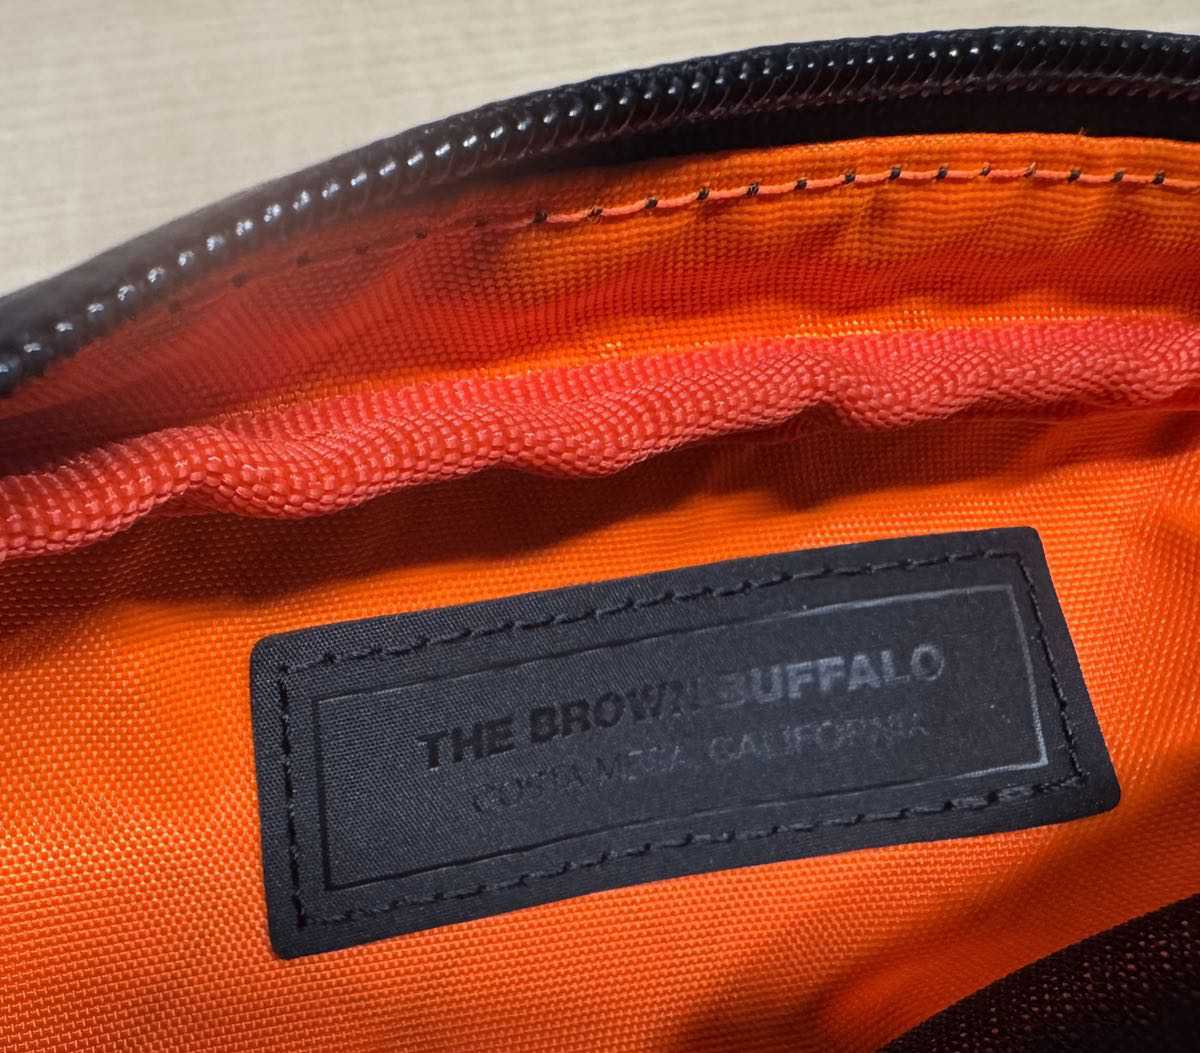 THE BROWN BUFFALO
COSTA MESA, CALIFORNIA